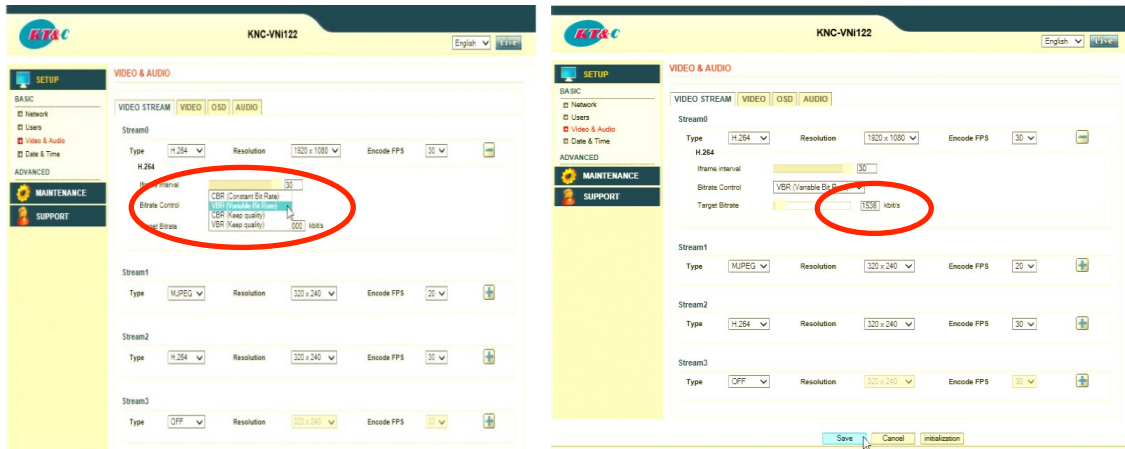 KT&C
KNC-VNi122
English
Live
SETUP
BASIC
Network
Users
Video & Audio
Date & Time
ADVANCED
MAINTENANCE
SUPPORT
VIDEO & AUDIO
VIDEO STREAM VIDEO OSD AUDIO
Stream0
Type H.264 Resolution 1920 x 1080 Encode FPS 30
H.264
Iframe interval 30
CBR (Constant Bit Rate)
Bitrate Control VBR (Variable Bit Rate)
CBR (Keep quality)
Target Bitrate VBR (Keep quality) 000 kbit/s
Stream1
Type MJPEG Resolution 320 x 240 Encode FPS 20
Stream2
Type H.264 Resolution 320 x 240 Encode FPS 30
Stream3
Type OFF Resolution 320 x 240 Encode FPS 30
KT&C
KNC-VNi122
English
Live
SETUP
BASIC
Network
Users
Video & Audio
Date & Time
ADVANCED
MAINTENANCE
SUPPORT
VIDEO & AUDIO
VIDEO STREAM VIDEO OSD AUDIO
Stream0
Type H.264 Resolution 1920 x 1080 Encode FPS 30
H.264
Iframe interval 30
Bitrate Control VBR (Variable Bit Rate)
Target Bitrate 1536 kbit/s
Stream1
Type MJPEG Resolution 320 x 240 Encode FPS 20
Stream2
Type H.264 Resolution 320 x 240 Encode FPS 30
Stream3
Type OFF Resolution 320 x 240 Encode FPS 30
Save Cancel initialization